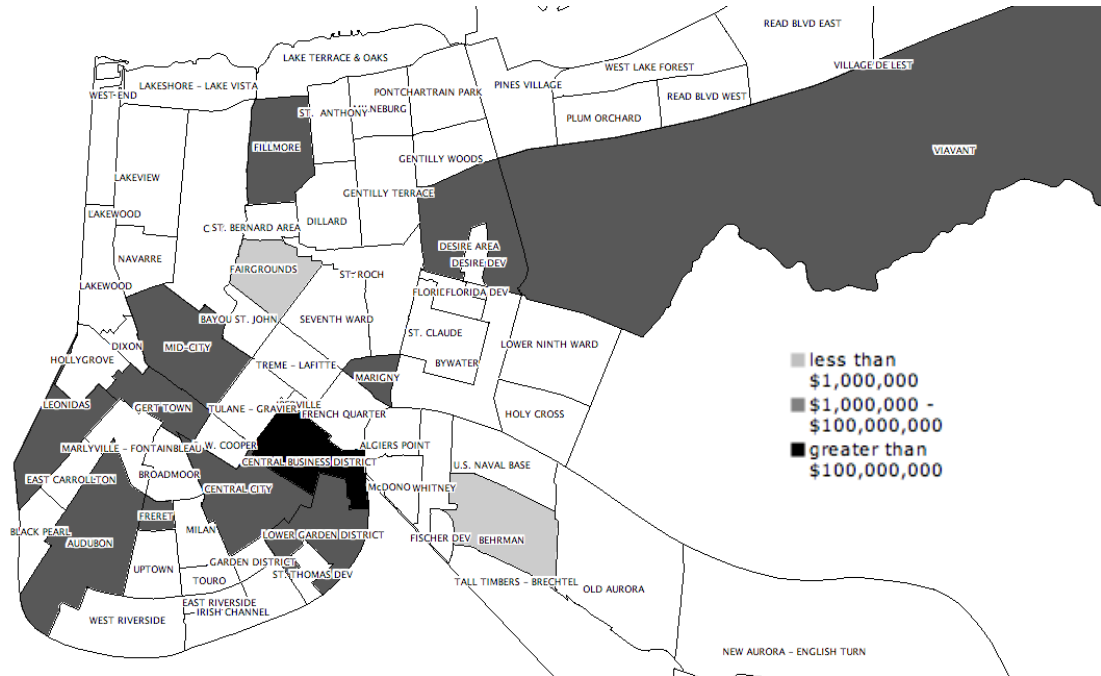 READ BLVD EAST
LAKE TERRACE & OAKS
VILLAGE DE LEST
WEST LAKE FOREST
LAKESHORE - LAKE VISTA
PINES VILLAGE
WEST END
PONTCHARTRAIN PARK
READ BLVD WEST
ST. ANTHONY
NEBURG
PLUM ORCHARD
FILLMORE
VIAVANT
GENTILLY WOODS
LAKEVIEW
GENTILLY TERRACE
LAKEWOOD
DILLARD
C ST. BERNARD AREA
DESIRE AREA
NAVARRE
DESIRE DEV
FAIRGROUNDS
ST. ROCH
LAKEWOOD
FLORI
FLORIDA DEV
BAYOU ST. JOHN
SEVENTH WARD
ST. CLAUDE
DIXON
MID-CITY
LOWER NINTH WARD
HOLLYGROVE
BYWATER
TREME - LAFITTE
less than
$1,000,000
MARIGNY
LEONIDAS
GERT TOWN
TULANE - GRAVIER
FRENCH QUARTER
HOLY CROSS
$1,000,000 -
$100,000,000
MARLYVILLE - FONTAINBLEAU
W. COOPER
ALGIERS POINT
greater than
$100,000,000
CENTRAL BUSINESS DISTRICT
U.S. NAVAL BASE
BROADMOOR
EAST CARROLLTON
CENTRAL CITY
McDONO
WHITNEY
FRERET
BLACK PEARL
MILAN
LOWER GARDEN DISTRICT
FISCHER DEV
BEHRMAN
AUDUBON
GARDEN DISTRICT
UPTOWN
ST. THOMAS DEV
TOURO
TALL TIMBERS - BRECHTEL
OLD AURORA
EAST RIVERSIDE
IRISH CHANNEL
WEST RIVERSIDE
NEW AURORA - ENGLISH TURN